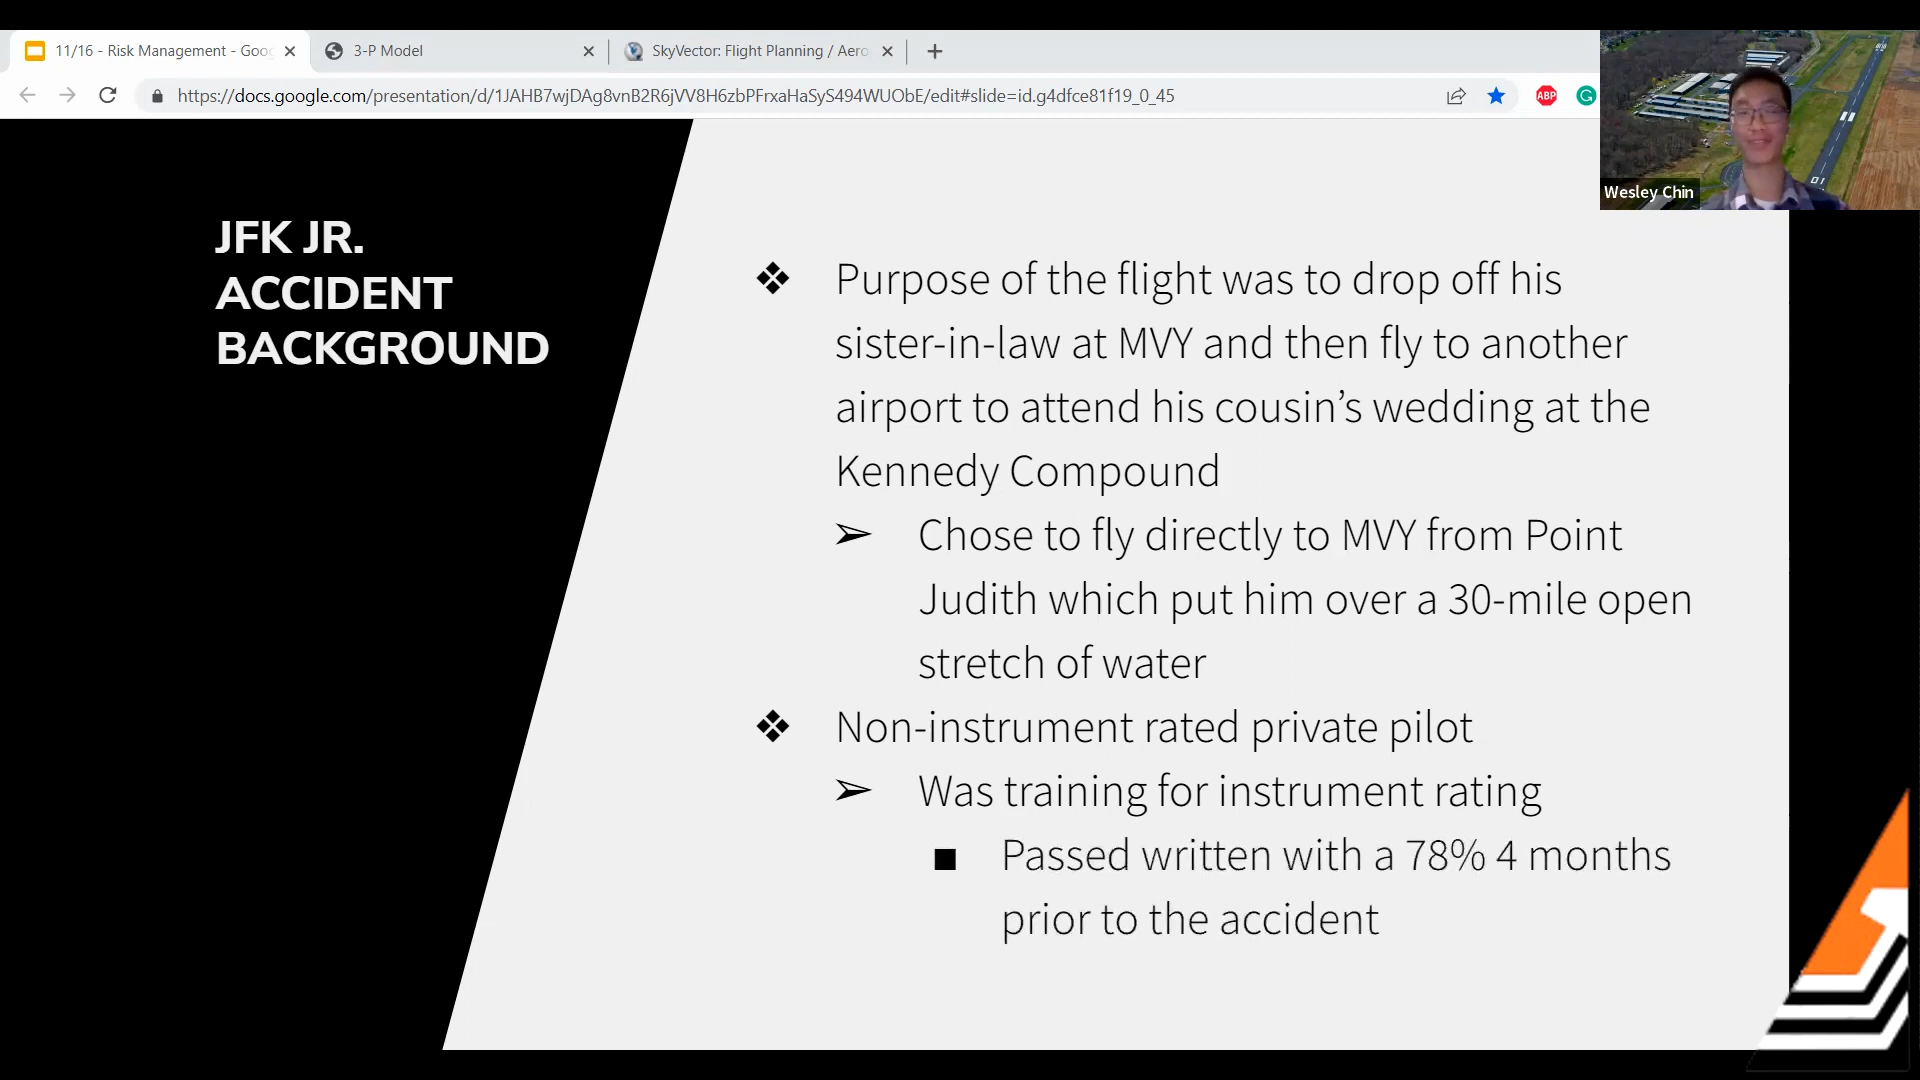 11/16 - Risk Management - Goog
3-P Model
SkyVector: Flight Planning / Aero
https://docs.google.com/presentation/d/1JAHB7wjDAg8vnB2R6jVV8H6zbPFrxaHaSyS494WUObE/edit#slide=id.g4dfce81f19_0_45
ABP
G
01
Wesley Chin
JFK JR.
ACCIDENT
BACKGROUND
❖ Purpose of the flight was to drop off his
sister-in-law at MVY and then fly to another
airport to attend his cousin’s wedding at the
Kennedy Compound
➢ Chose to fly directly to MVY from Point
Judith which put him over a 30-mile open
stretch of water
❖ Non-instrument rated private pilot
➢ Was training for instrument rating
■ Passed written with a 78% 4 months
prior to the accident